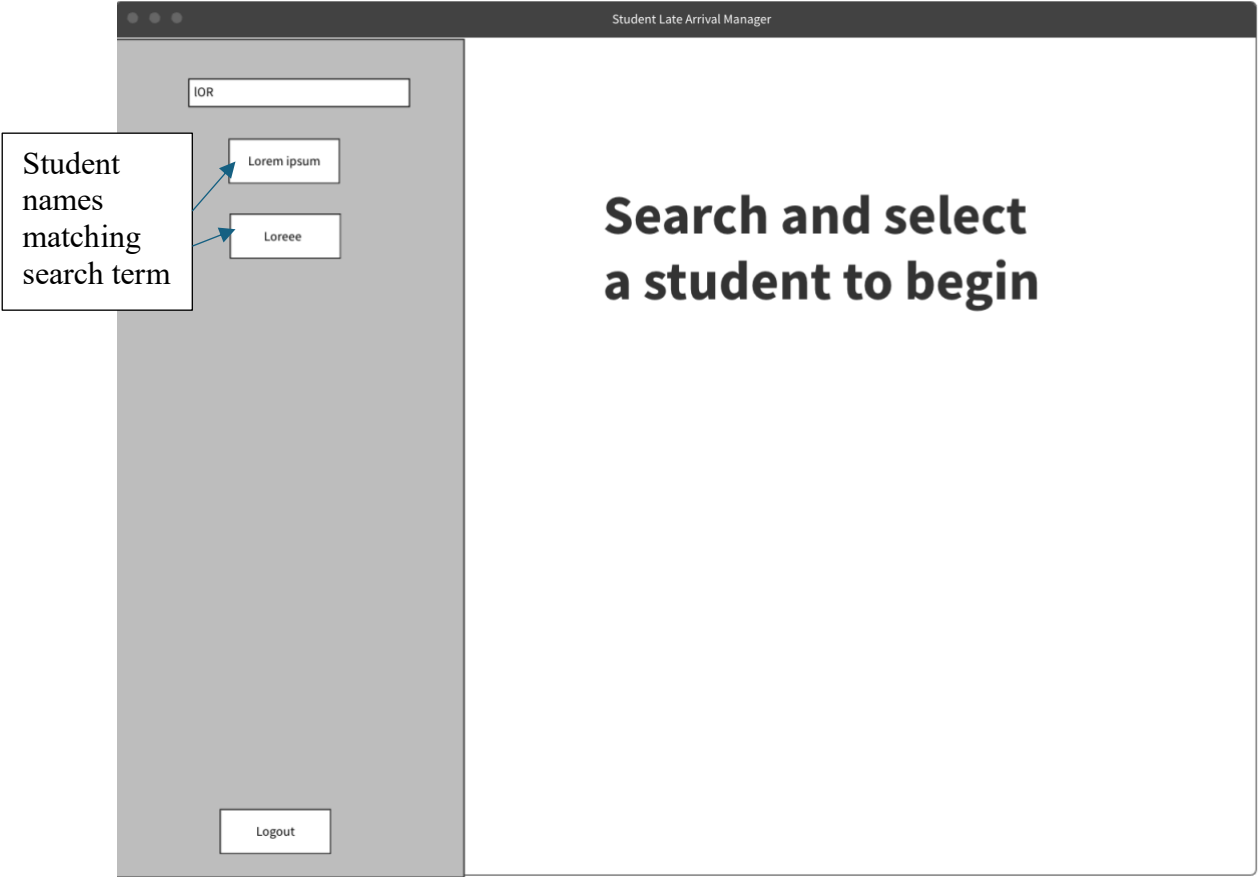 Student Late Arrival Manager
lOR
Lorem ipsum
Loreee
Student
names
matching
search term
Search and select
a student to begin
Logout